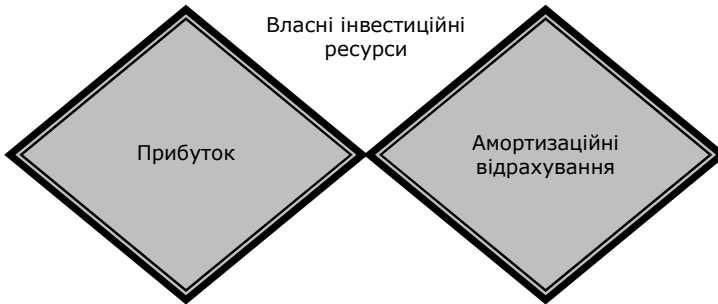 Власні інвестиційні
ресурси
Прибуток
Амортизаційні
відрахування